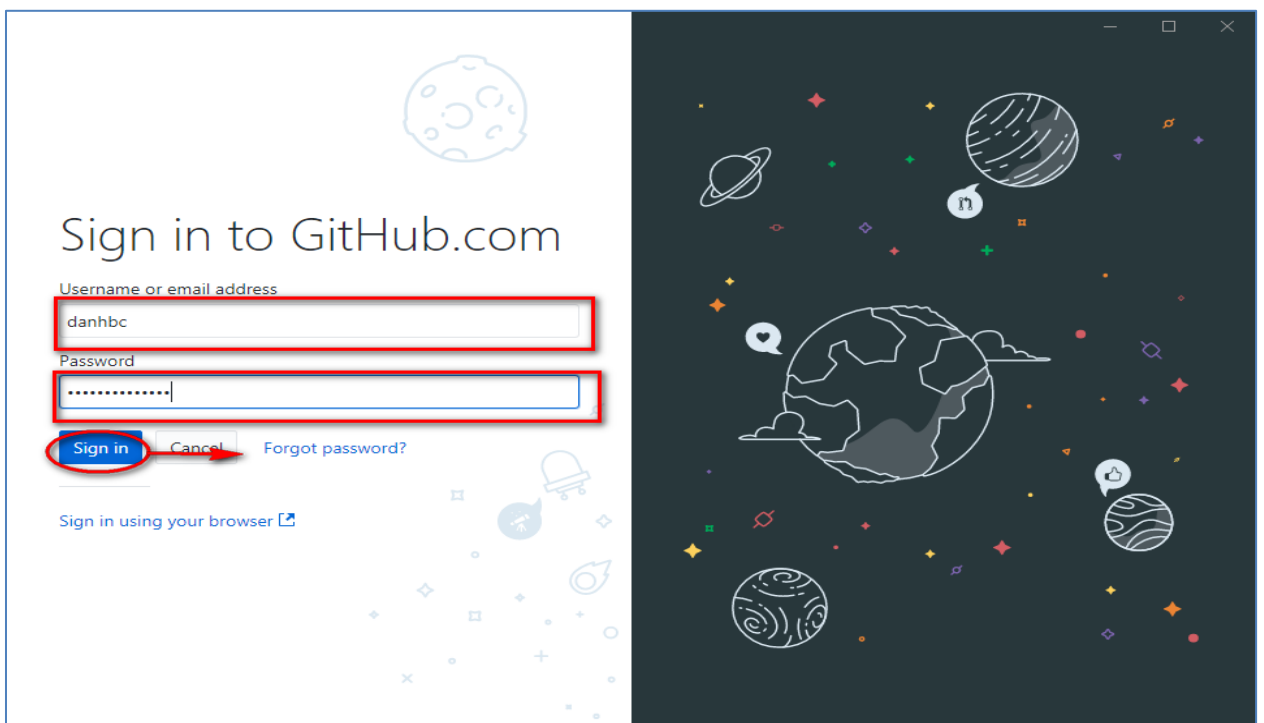 Sign in to GitHub.com
Username or email address
danhbc
Password
••••••••••••••
Sign in Cancel Forgot password?
Sign in using your browser